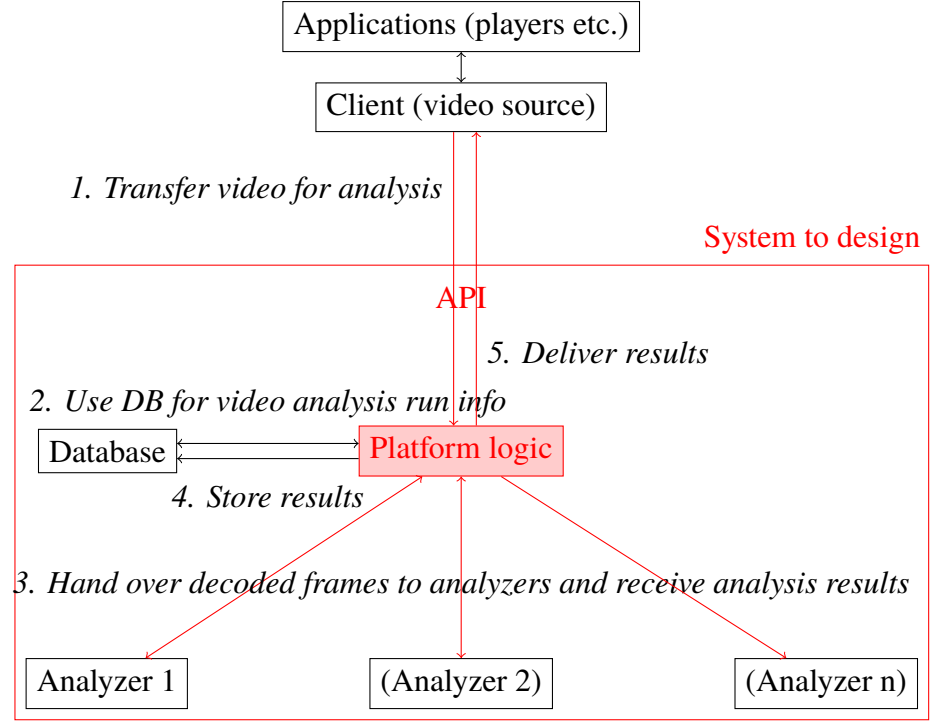 Applications (players etc.)
Client (video source)
1. Transfer video for analysis
System to design
API
5. Deliver results
2. Use DB for video analysis run info
Database
Platform logic
4. Store results
3. Hand over decoded frames to analyzers and receive analysis results
Analyzer 1
(Analyzer 2)
(Analyzer n)